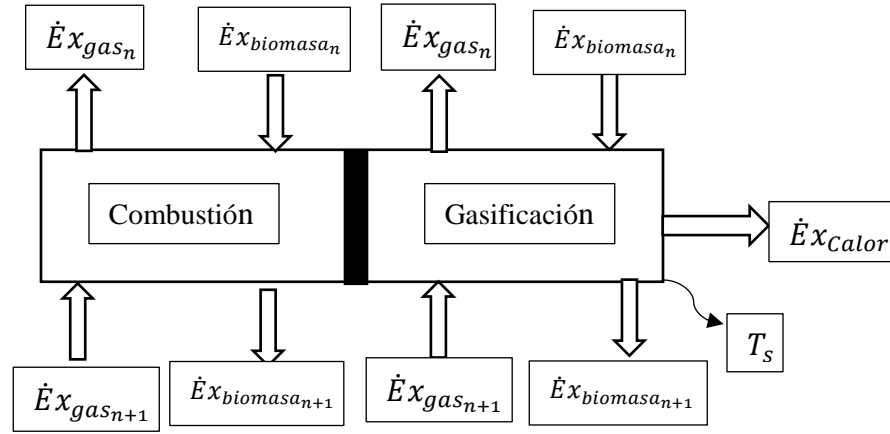 Ėx_{gas_n} Ėx_{biomasa_n} Ėx_{gas_n} Ėx_{biomasa_n}
Combustión Gasificación
Ėx_{Calor}
T_s
Ėx_{gas_{n+1}} Ėx_{biomasa_{n+1}} Ėx_{gas_{n+1}} Ėx_{biomasa_{n+1}}